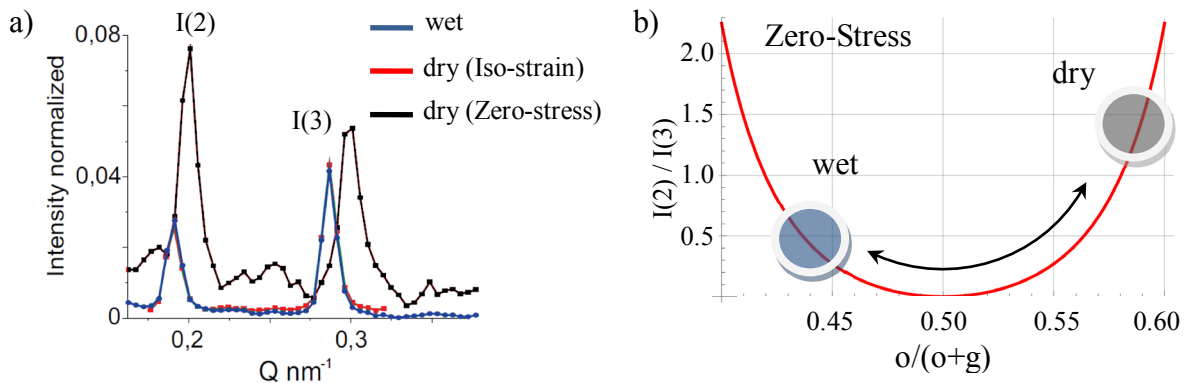 a)
I(2)
I(3)
wet
dry (Iso-strain)
dry (Zero-stress)
0,08
0,04
0
Intensity normalized
0,2
0,3
Q nm⁻¹
b)
Zero-Stress
dry
wet
2.0
1.5
1.0
0.5
I(2) / I(3)
0.45
0.50
0.55
0.60
o/(o+g)